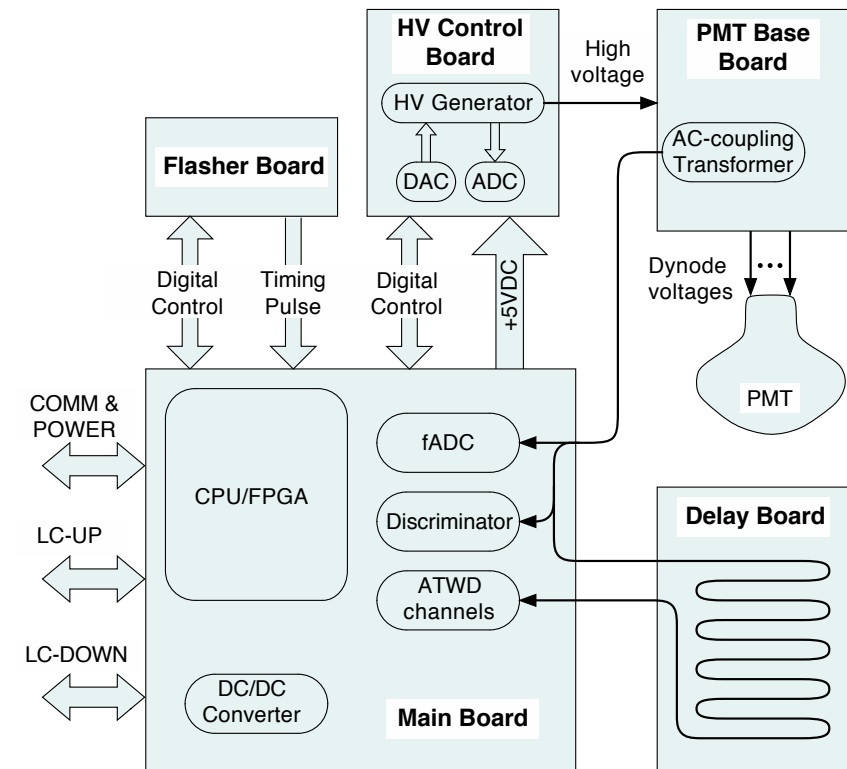 HV Control
Board
HV Generator
DAC
ADC
High
voltage
PMT Base
Board
AC-coupling
Transformer
Flasher Board
Digital
Control
Timing
Pulse
Digital
Control
+5VDC
Dynode
voltages
...
PMT
COMM &
POWER
LC-UP
LC-DOWN
CPU/FPGA
fADC
Discriminator
ATWD
channels
DC/DC
Converter
Main Board
Delay Board